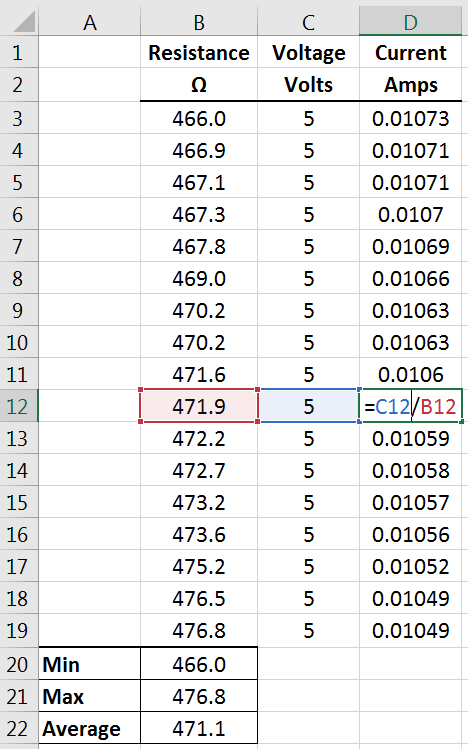 A B C D
1 Resistance Voltage Current
2 Ω Volts Amps
3 466.0 5 0.01073
4 466.9 5 0.01071
5 467.1 5 0.01071
6 467.3 5 0.0107
7 467.8 5 0.01069
8 469.0 5 0.01066
9 470.2 5 0.01063
10 470.2 5 0.01063
11 471.6 5 0.0106
12 471.9 5 =C12/B12
13 472.2 5 0.01059
14 472.7 5 0.01058
15 473.2 5 0.01057
16 473.6 5 0.01056
17 475.2 5 0.01052
18 476.5 5 0.01049
19 476.8 5 0.01049
20 Min 466.0
21 Max 476.8
22 Average 471.1